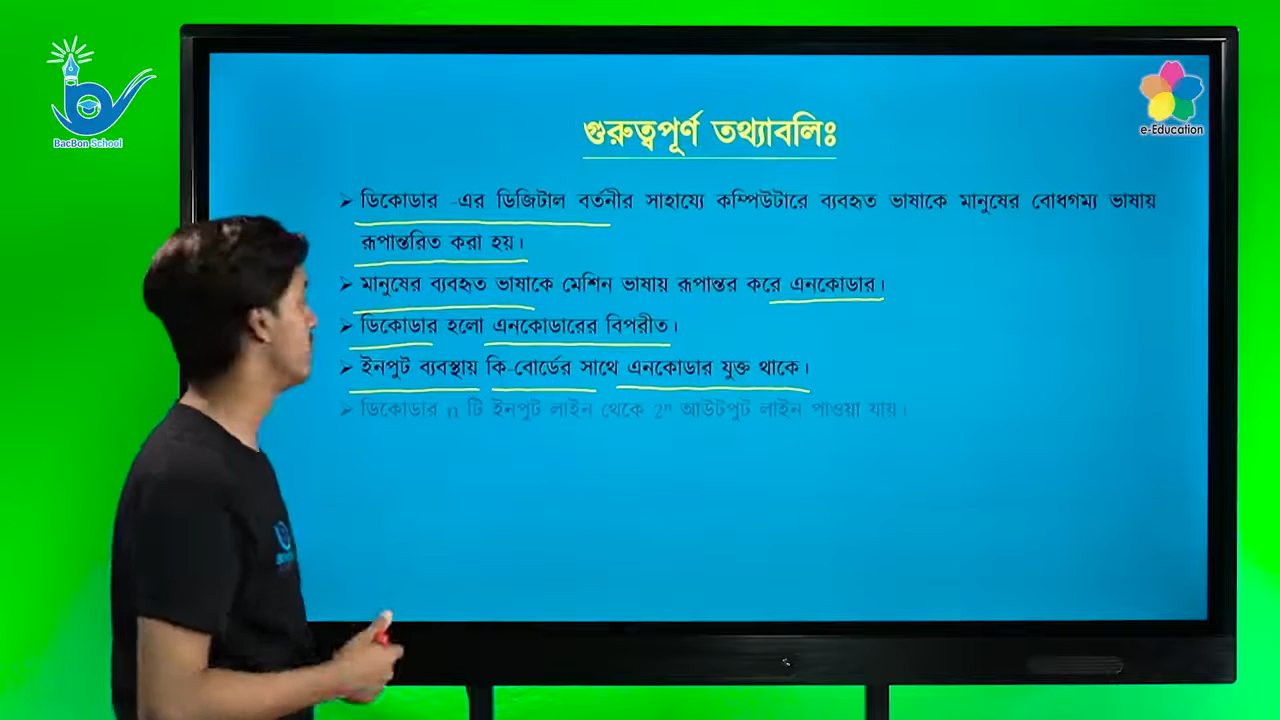 BacBon School
e-Education
গুরুত্বপূর্ণ তথ্যাবলিঃ
➢ ডিকোডার -এর ডিজিটাল বর্তনীর সাহায্যে কম্পিউটারে ব্যবহৃত ভাষাকে মানুষের বোধগম্য ভাষায়
রূপান্তরিত করা হয়।
➢ মানুষের ব্যবহৃত ভাষাকে মেশিন ভাষায় রূপান্তর করে এনকোডার।
➢ ডিকোডার হলো এনকোডারের বিপরীত।
➢ ইনপুট ব্যবস্থায় কি-বোর্ডের সাথে এনকোডার যুক্ত থাকে।
➢ ডিকোডার n টি ইনপুট লাইন থেকে 2ⁿ আউটপুট লাইন পাওয়া যায়।